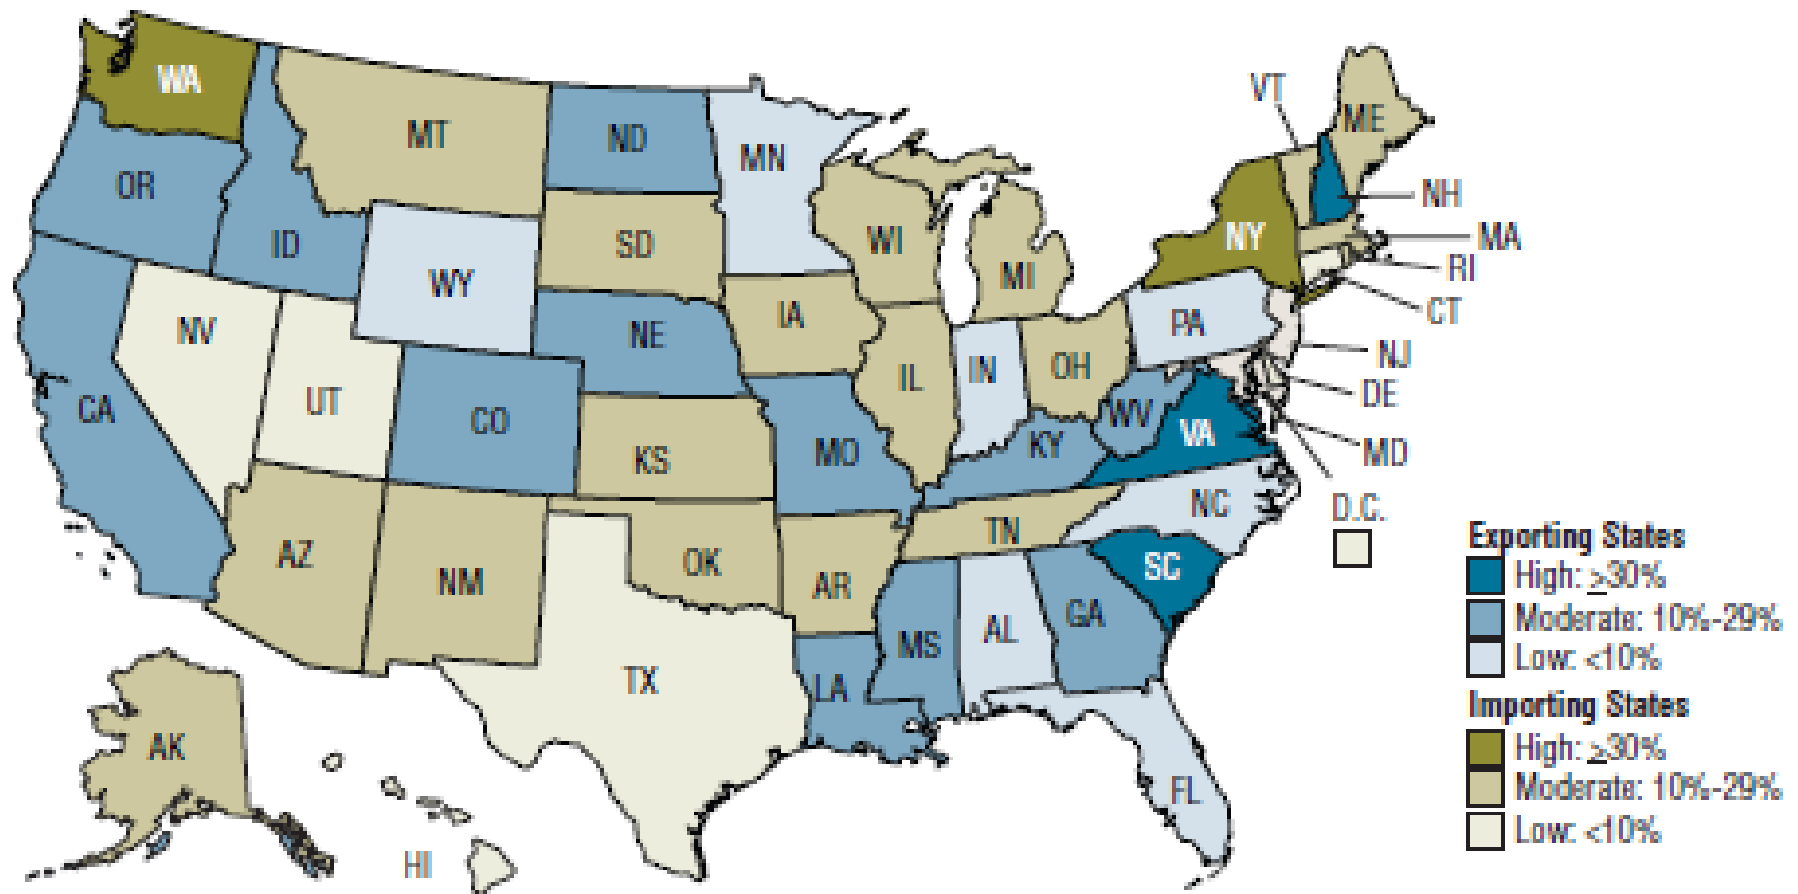 WA
MT
ND
MN
VT
ME
OR
ID
SD
WI
MI
NY
NH
MA
RI
CT
WY
NV
UT
NE
IA
PA
NJ
DE
CA
CO
KS
MO
IL
IN
OH
WV
VA
KY
MD
D.C.
AZ
NM
OK
AR
TN
NC
SC
TX
LA
MS
AL
GA
FL
AK
HI
Exporting States
High: ≥30%
Moderate: 10%-29%
Low: <10%
Importing States
High: ≥30%
Moderate: 10%-29%
Low: <10%